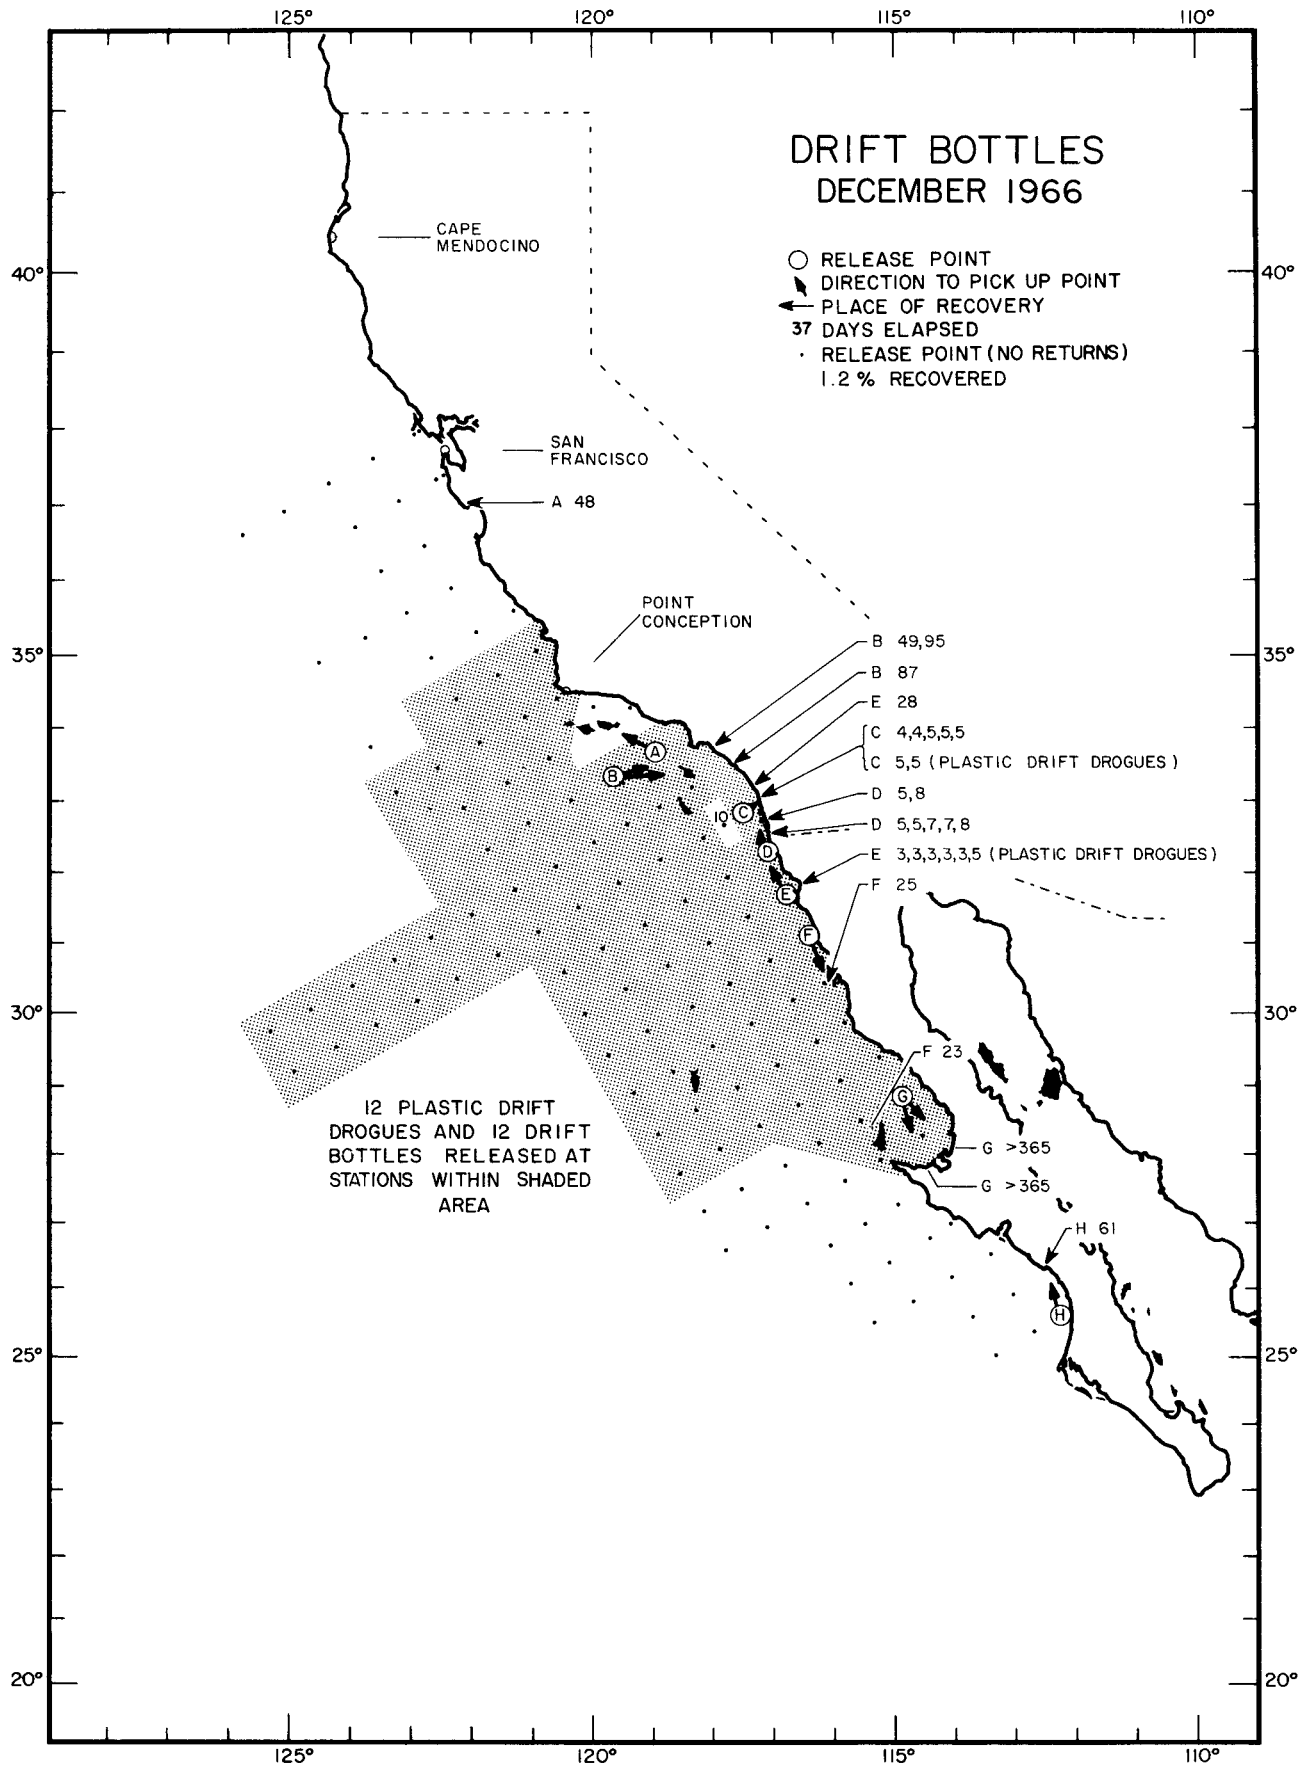 125° 120° 115° 110°
DRIFT BOTTLES
DECEMBER 1966
CAPE
MENDOCINO
RELEASE POINT
40° 40°
DIRECTION TO PICK UP POINT
PLACE OF RECOVERY
37 DAYS ELAPSED
RELEASE POINT (NO RETURNS)
1.2 % RECOVERED
SAN
FRANCISCO
A 48
POINT
CONCEPTION
B 49,95
35° 35°
B 87
E 28
C 4,4,5,5,5
A
C 5,5 (PLASTIC DRIFT DROGUES)
B
D 5,8
10 C
D 5,5,7,7,8
D
E 3,3,3,3,3,5 (PLASTIC DRIFT DROGUES)
F 25
E
F
30° 30°
F 23
G
12 PLASTIC DRIFT
DROGUES AND 12 DRIFT
BOTTLES RELEASED AT
STATIONS WITHIN SHADED
AREA
G >365
G >365
H 61
H
25° 25°
20° 20°
125° 120° 115° 110°